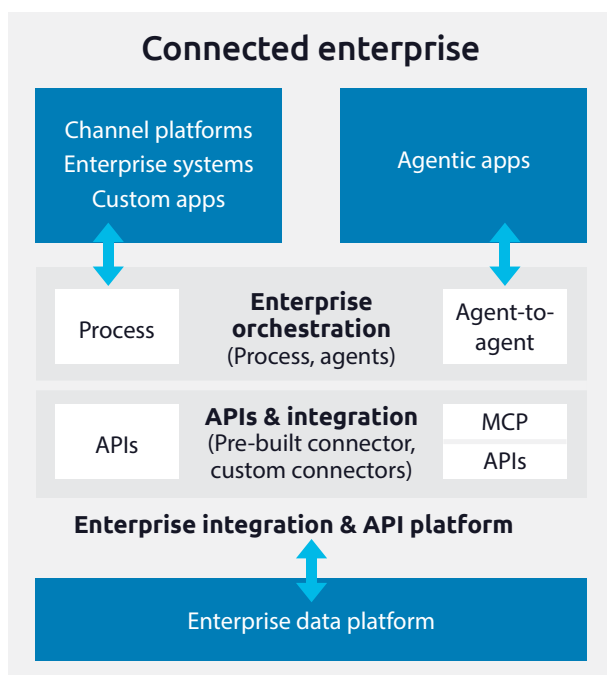 Connected enterprise
Channel platforms
Enterprise systems
Custom apps
Agentic apps
Process
Enterprise
orchestration
(Process, agents)
Agent-to-
agent
APIs
APIs & integration
(Pre-built connector,
custom connectors)
MCP
APIs
Enterprise integration & API platform
Enterprise data platform